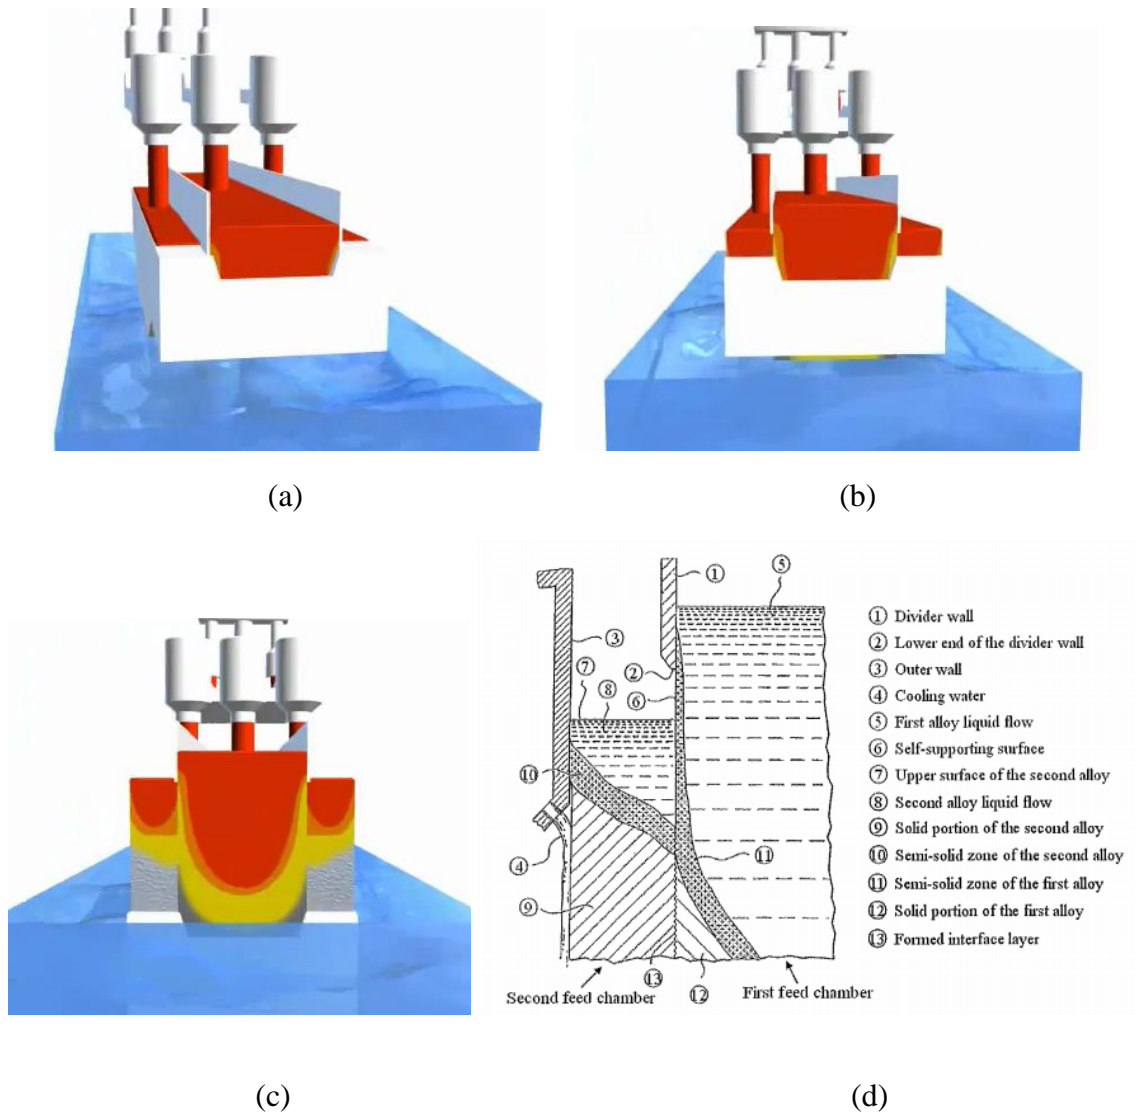 (a)
(b)
①
⑤
③
②
⑦
⑧
⑥
⑩
④
⑪
⑨
⑬
⑫
Second feed chamber
First feed chamber
① Divider wall
② Lower end of the divider wall
③ Outer wall
④ Cooling water
⑤ First alloy liquid flow
⑥ Self-supporting surface
⑦ Upper surface of the second alloy
⑧ Second alloy liquid flow
⑨ Solid portion of the second alloy
⑩ Semi-solid zone of the second alloy
⑪ Semi-solid zone of the first alloy
⑫ Solid portion of the first alloy
⑬ Formed interface layer
(c)
(d)